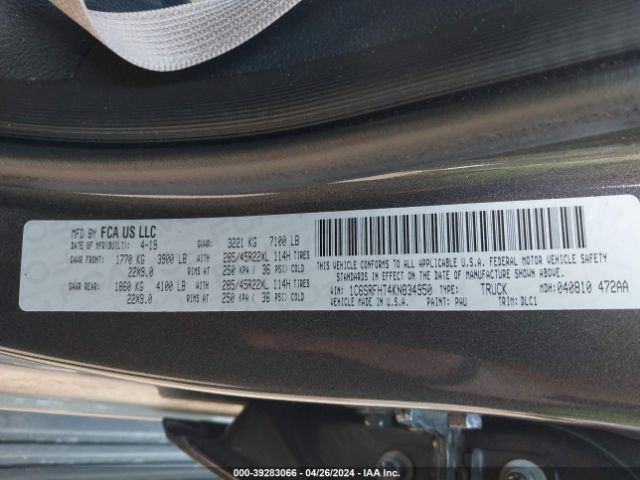 MFD BY FCA US LLC
DATE OF MFR(BUILT): 4-19 GVWR: 3221 KG 7100 LB
GAWR FRONT: 1770 KG 3900 LB WITH 285/45R22XL 114H TIRES
22X9.0 RIMS AT 250 KPA ( 36 PSI) COLD
GAWR REAR: 1860 KG 4100 LB WITH 285/45R22XL 114H TIRES
22X9.0 RIMS AT 250 KPA ( 36 PSI) COLD
THIS VEHICLE CONFORMS TO ALL APPLICABLE U.S.A. FEDERAL MOTOR VEHICLE SAFETY
STANDARDS IN EFFECT ON THE DATE OF MANUFACTURE SHOWN ABOVE.
VIN: 1C6SRFHT4KN834950 TYPE: TRUCK MDH: 040810 472AA
VEHICLE MADE IN U.S.A. PAINT: PAU TRIM: DLC1
000-39283066 / 04/26/2024 / IAA Inc.